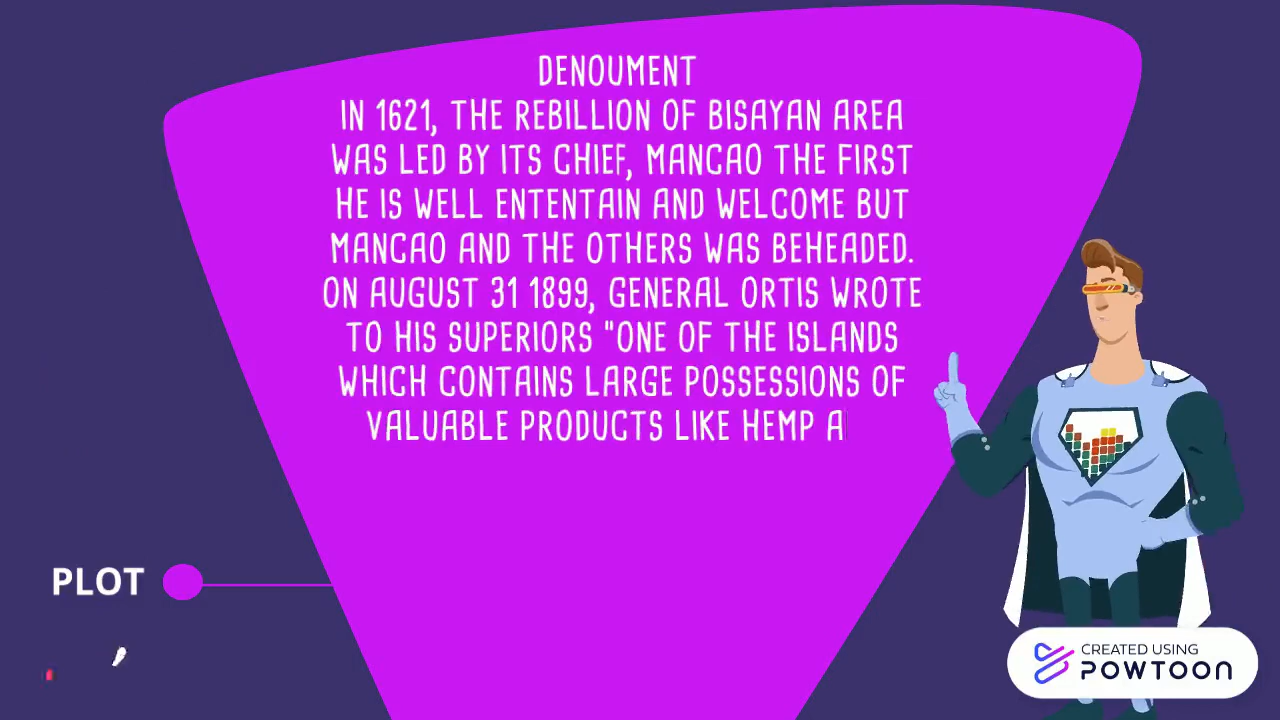 DENOUMENT
IN 1621, THE REBILLION OF BISAYAN AREA
WAS LED BY ITS CHIEF, MANCAO THE FIRST
HE IS WELL ENTENTAIN AND WELCOME BUT
MANCAO AND THE OTHERS WAS BEHEADED.
ON AUGUST 31 1899, GENERAL ORTIS WROTE
TO HIS SUPERIORS "ONE OF THE ISLANDS
WHICH CONTAINS LARGE POSSESSIONS OF
VALUABLE PRODUCTS LIKE HEMP A
PLOT
CREATED USING
POWTOON